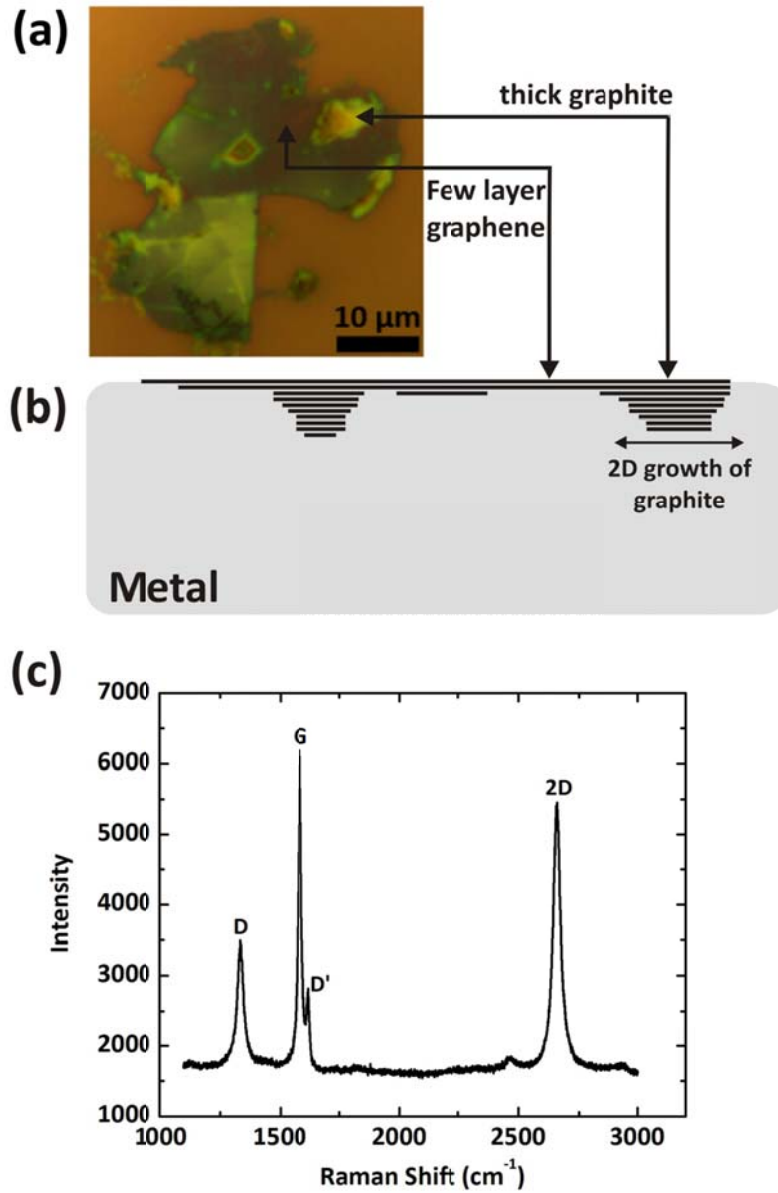 (a)
thick graphite
Few layer
graphene
10 µm
(b)
2D growth of
graphite
Metal
(c)
7000
6000
5000
4000
3000
2000
1000
Intensity
D
G
D'
2D
1000 1500 2000 2500 3000
Raman Shift (cm⁻¹)